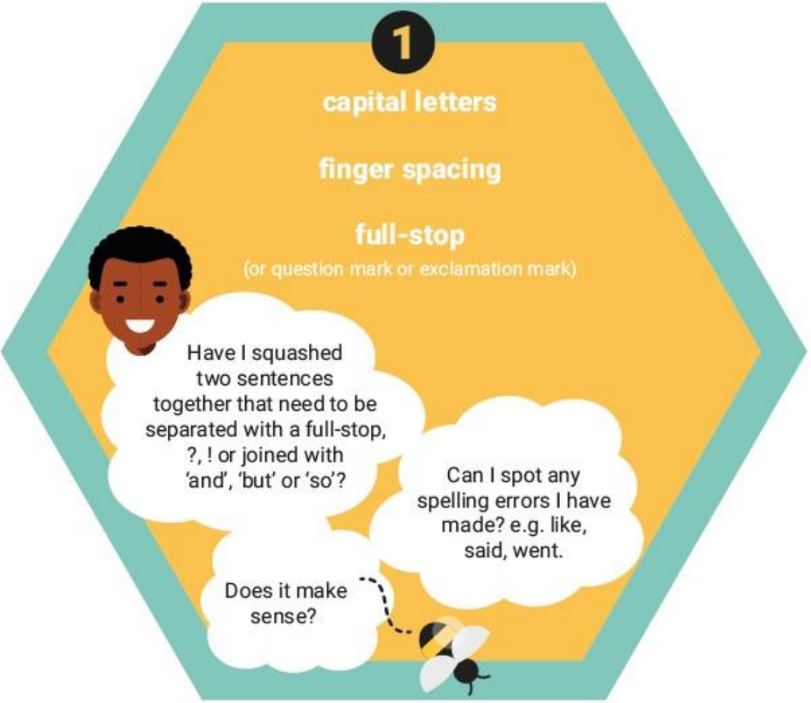 1
capital letters
finger spacing
full-stop
(or question mark or exclamation mark)
Have I squashed
two sentences
together that need to be
separated with a full-stop,
?, ! or joined with
‘and’, ‘but’ or ‘so’?
Can I spot any
spelling errors I have
made? e.g. like,
said, went.
Does it make
sense?